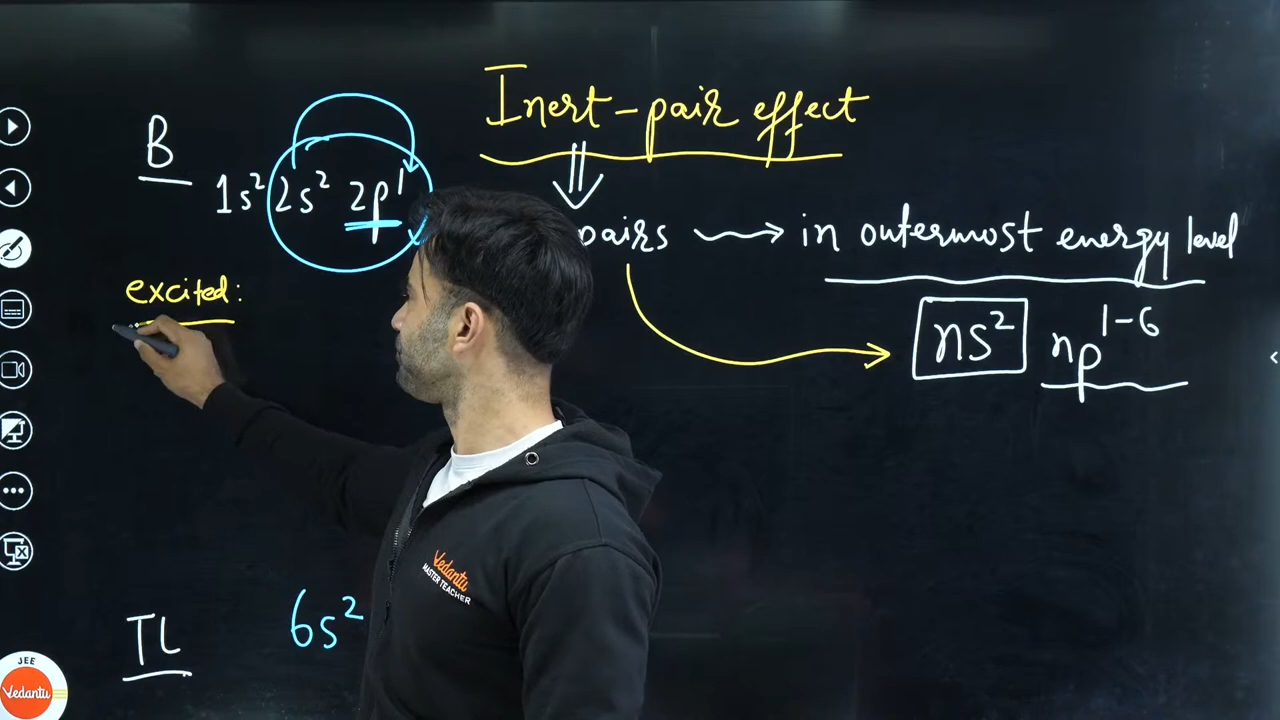 Inert-pair effect
B
1s² 2s² 2p¹
pairs → in outermost energy level
excited:
ns² np¹⁻⁶
Vedantu
MASTER TEACHER
TL 6s²
JEE
Vedantu